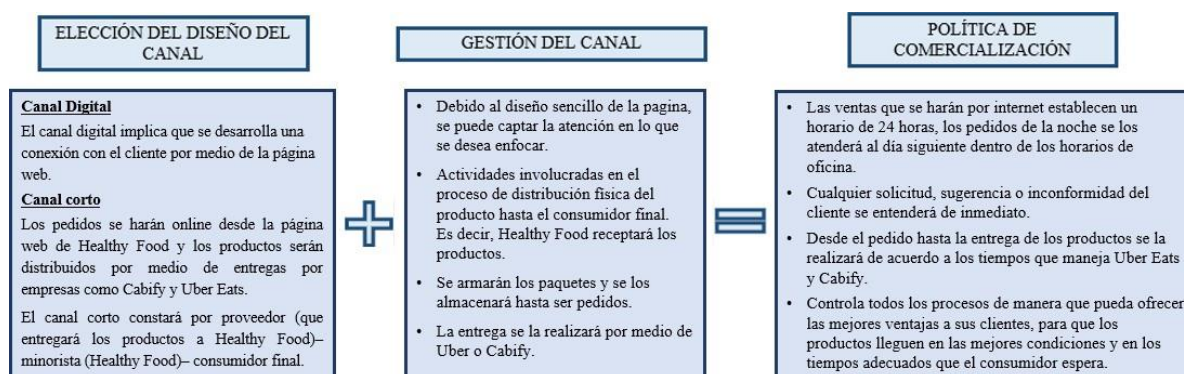 ELECCIÓN DEL DISEÑO DEL
CANAL
Canal Digital
El canal digital implica que se desarrolla una
conexión con el cliente por medio de la página
web.
Canal corto
Los pedidos se harán online desde la página
web de Healthy Food y los productos serán
distribuidos por medio de entregas por
empresas como Cabify y Uber Eats.
El canal corto constará por proveedor (que
entregará los productos a Healthy Food)–
minorista (Healthy Food)– consumidor final.
GESTIÓN DEL CANAL
• Debido al diseño sencillo de la pagina,
se puede captar la atención en lo que
se desea enfocar.
• Actividades involucradas en el
proceso de distribución física del
producto hasta el consumidor final.
Es decir, Healthy Food receptará los
productos.
• Se armarán los paquetes y se los
almacenará hasta ser pedidos.
• La entrega se la realizará por medio de
Uber o Cabify.
POLÍTICA DE
COMERCIALIZACIÓN
• Las ventas que se harán por internet establecen un
horario de 24 horas, los pedidos de la noche se los
atenderá al día siguiente dentro de los horarios de
oficina.
• Cualquier solicitud, sugerencia o inconformidad del
cliente se entenderá de inmediato.
• Desde el pedido hasta la entrega de los productos se la
realizará de acuerdo a los tiempos que maneja Uber Eats
y Cabify.
• Controla todos los procesos de manera que pueda ofrecer
las mejores ventajas a sus clientes, para que los
productos lleguen en las mejores condiciones y en los
tiempos adecuados que el consumidor espera.